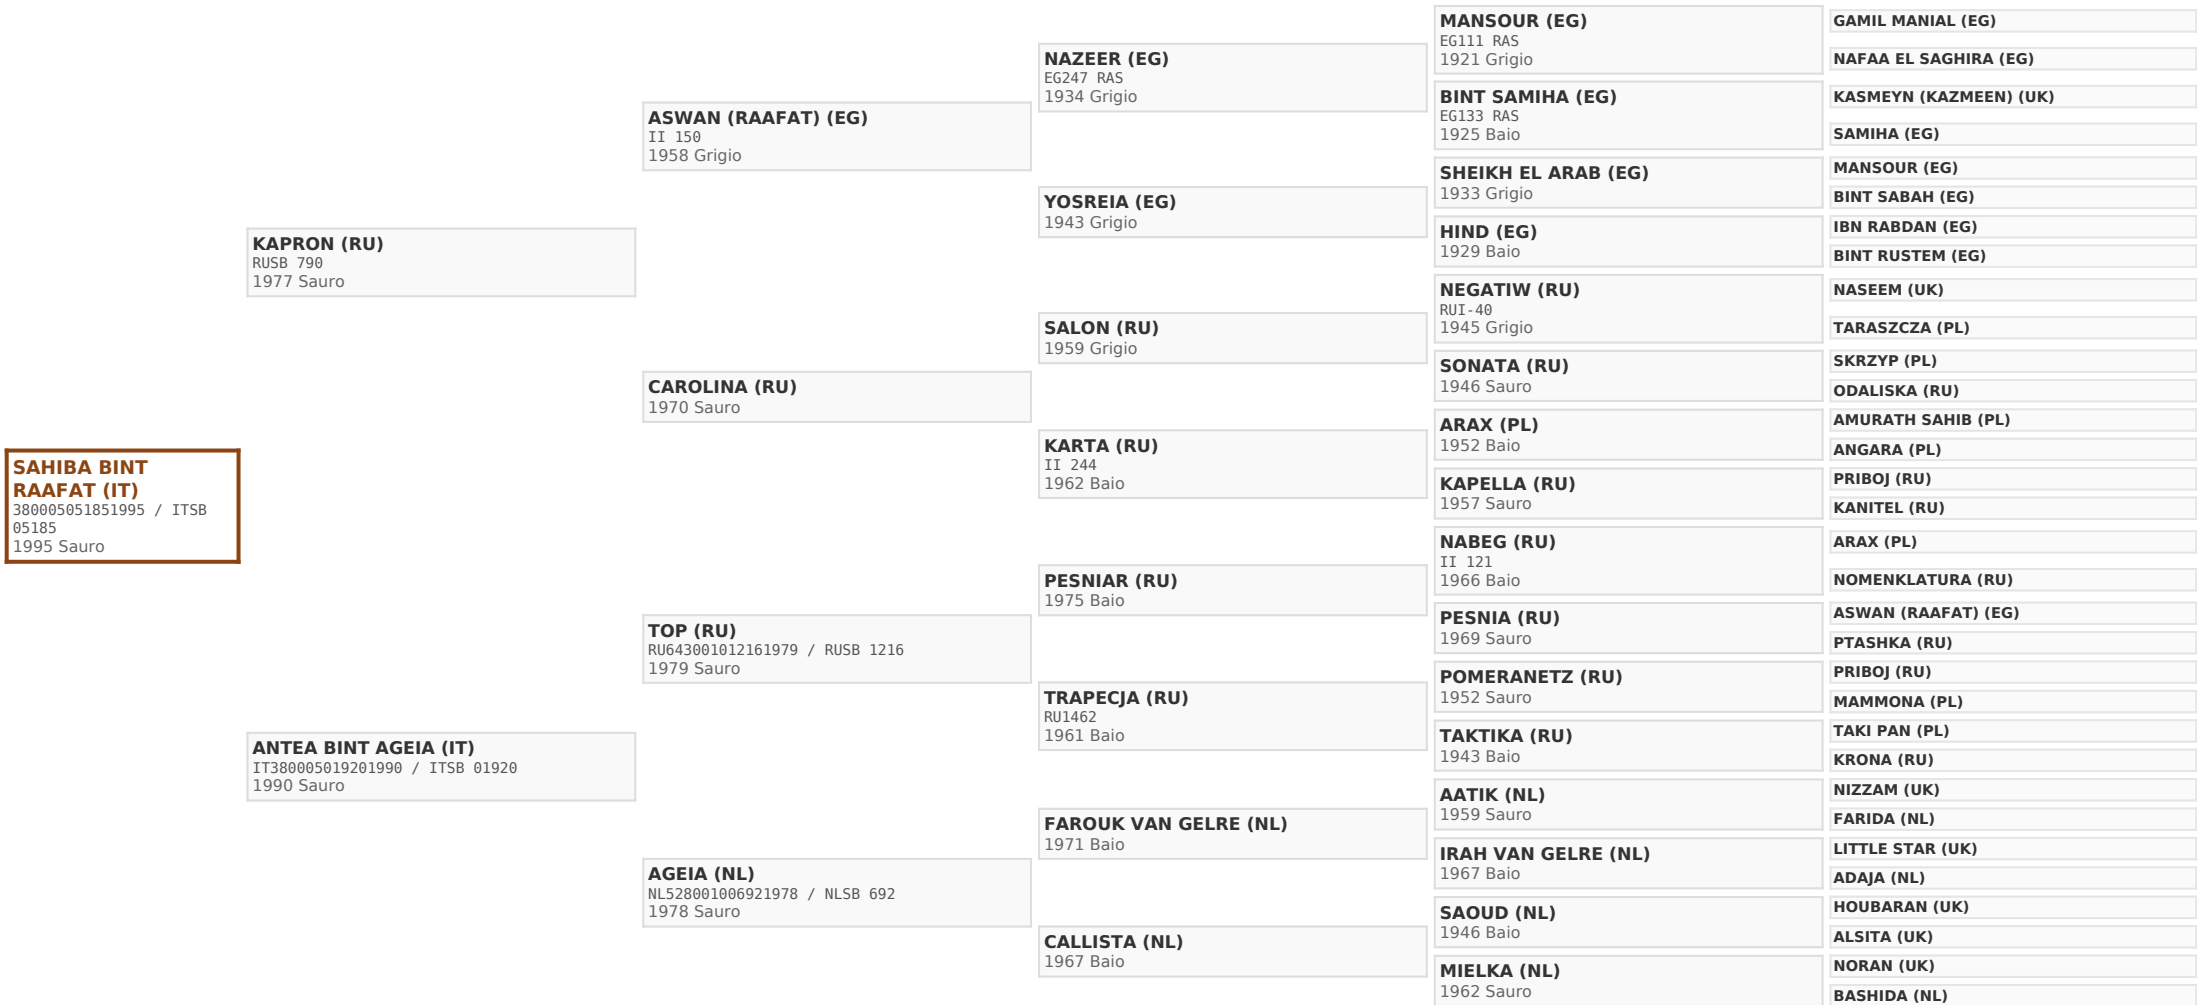 SAHIBA BINT
RAAFAT (IT)
380005051851995 / ITSB
05185
1995 Sauro
KAPRON (RU)
RUSB 790
1977 Sauro
ANTEA BINT AGEIA (IT)
IT380005019201990 / ITSB 01920
1990 Sauro
ASWAN (RAAFAT) (EG)
II 150
1958 Grigio
CAROLINA (RU)
1970 Sauro
TOP (RU)
RU643001012161979 / RUSB 1216
1979 Sauro
AGEIA (NL)
NL528001006921978 / NLSB 692
1978 Sauro
NAZEER (EG)
EG247 RAS
1934 Grigio
YOSREIA (EG)
1943 Grigio
SALON (RU)
1959 Grigio
KARTA (RU)
II 244
1962 Baio
PESNIAR (RU)
1975 Baio
TRAPECJA (RU)
RU1462
1961 Baio
FAROUK VAN GELRE (NL)
1971 Baio
CALLISTA (NL)
1967 Baio
MANSOUR (EG)
EG111 RAS
1921 Grigio
BINT SAMIHA (EG)
EG133 RAS
1925 Baio
SHEIKH EL ARAB (EG)
1933 Grigio
HIND (EG)
1929 Baio
NEGATIW (RU)
RUI-40
1945 Grigio
SONATA (RU)
1946 Sauro
ARAX (PL)
1952 Baio
KAPELLA (RU)
1957 Sauro
NABEG (RU)
II 121
1966 Baio
PESNIA (RU)
1969 Sauro
POMERANETZ (RU)
1952 Sauro
TAKTIKA (RU)
1943 Baio
AATIK (NL)
1959 Sauro
IRAH VAN GELRE (NL)
1967 Baio
SAOUD (NL)
1946 Baio
MIELKA (NL)
1962 Sauro
GAMIL MANIAL (EG)
NAFAA EL SAGHIRA (EG)
KASMEYN (KAZMEEN) (UK)
SAMIHA (EG)
MANSOUR (EG)
BINT SABAH (EG)
IBN RABDAN (EG)
BINT RUSTEM (EG)
NASEEM (UK)
TARASZCZA (PL)
SKRZYP (PL)
ODALISKA (RU)
AMURATH SAHIB (PL)
ANGARA (PL)
PRIBOJ (RU)
KANITEL (RU)
ARAX (PL)
NOMENKLATURA (RU)
ASWAN (RAAFAT) (EG)
PTASHKA (RU)
PRIBOJ (RU)
MAMMONA (PL)
TAKI PAN (PL)
KRONA (RU)
NIZZAM (UK)
FARIDA (NL)
LITTLE STAR (UK)
ADAJA (NL)
HOUBARAN (UK)
ALSITA (UK)
NORAN (UK)
BASHIDA (NL)